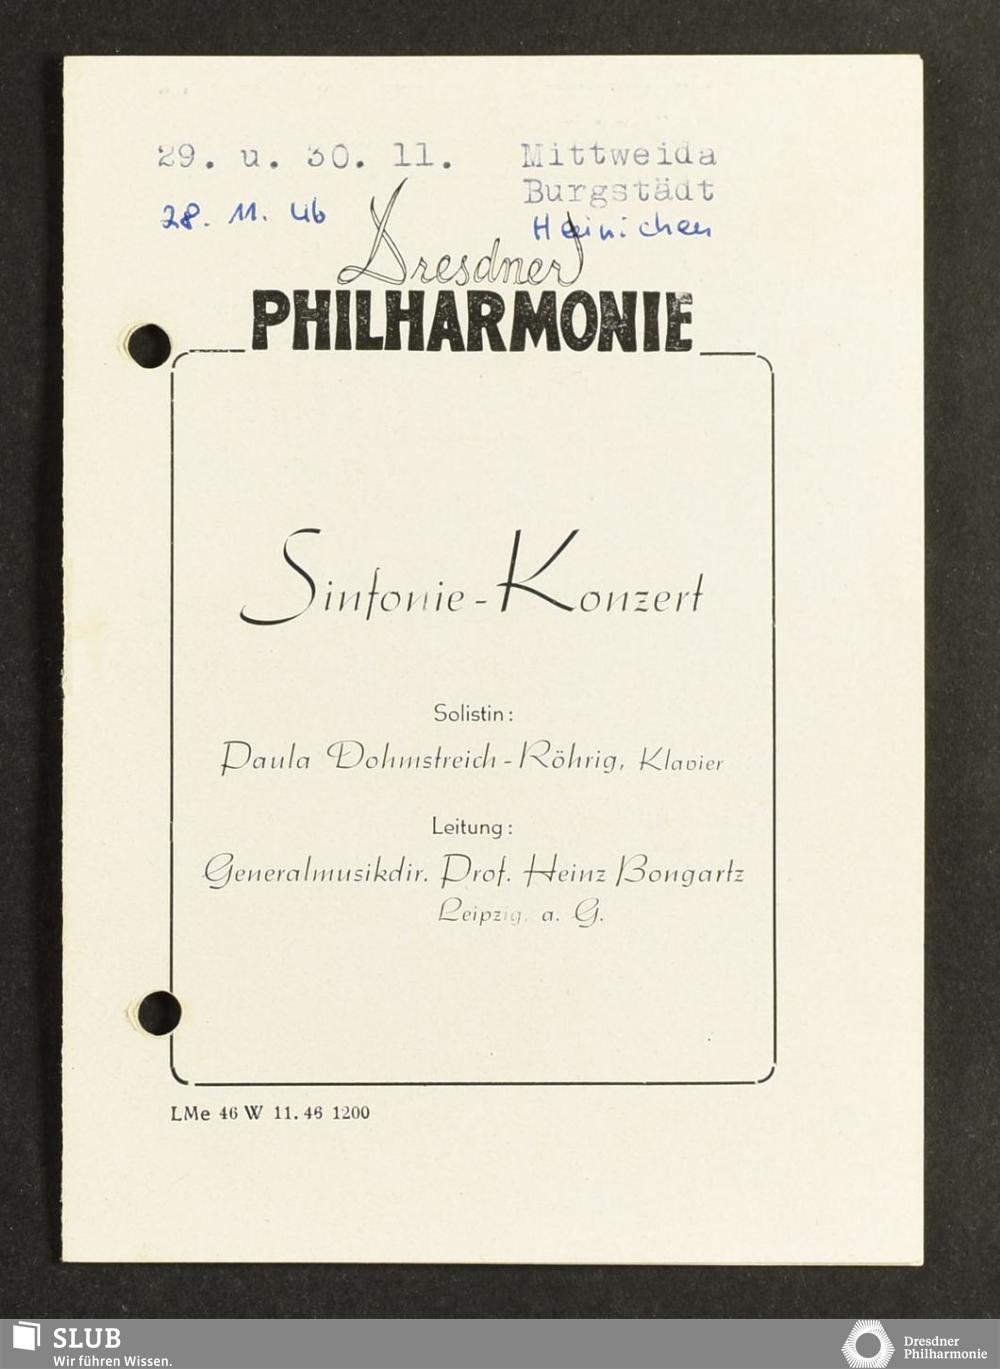 29. u. 30. 11. Mittweida
Burgstädt
28. 11. 46 Hainichen
Dresdner
PHILHARMONIE
Sinfonie-Konzert
Solistin:
Paula Dohmstreich-Röhrig, Klavier
Leitung:
Generalmusikdir. Prof. Heinz Bongartz
Leipzig, a. G.
LMe 46 W 11. 46 1200
SLUB
Wir führen Wissen.
Dresdner
Philharmonie